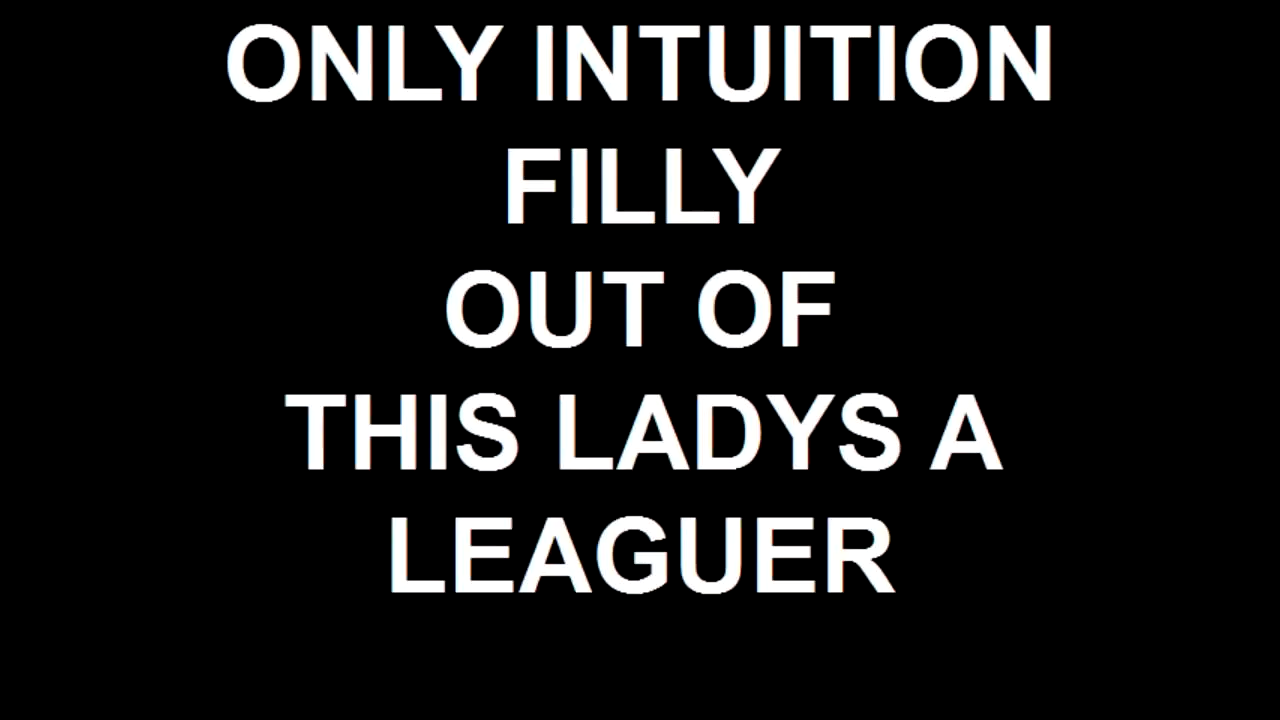 ONLY INTUITION
FILLY
OUT OF
THIS LADYS A
LEAGUER